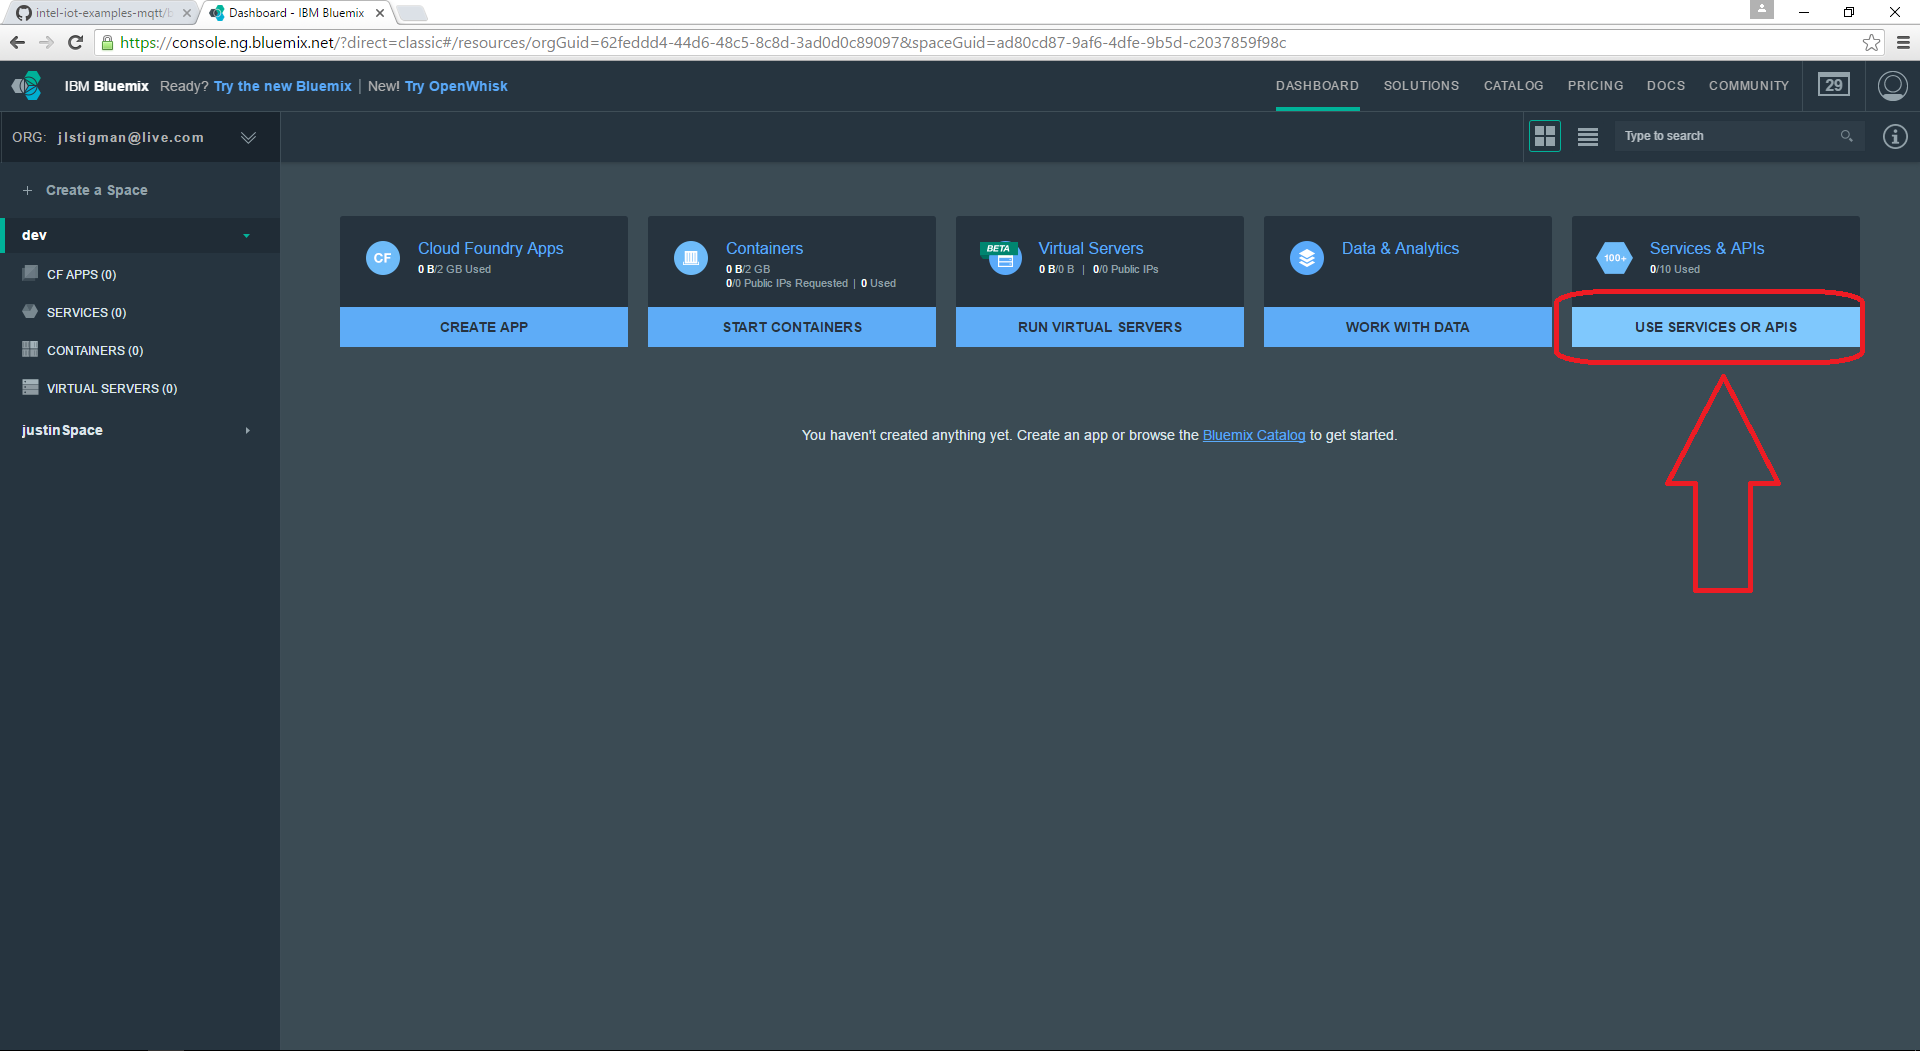 intel-iot-examples-mqtt/b
Dashboard - IBM Bluemix
https://console.ng.bluemix.net/?direct=classic#/resources/orgGuid=62feddd4-44d6-48c5-8c8d-3ad0d0c89097&spaceGuid=ad80cd87-9af6-4dfe-9b5d-c2037859f98c
IBM Bluemix Ready? Try the new Bluemix | New! Try OpenWhisk
DASHBOARD SOLUTIONS CATALOG PRICING DOCS COMMUNITY 29
ORG: jlstigman@live.com
Type to search
+ Create a Space
dev
CF APPS (0)
SERVICES (0)
CONTAINERS (0)
VIRTUAL SERVERS (0)
justinSpace
CF
Cloud Foundry Apps
0 B/2 GB Used
CREATE APP
Containers
0 B/2 GB
0/0 Public IPs Requested | 0 Used
START CONTAINERS
BETA
Virtual Servers
0 B/0 B | 0/0 Public IPs
RUN VIRTUAL SERVERS
Data & Analytics
WORK WITH DATA
100+
Services & APIs
0/10 Used
USE SERVICES OR APIS
You haven't created anything yet. Create an app or browse the Bluemix Catalog to get started.